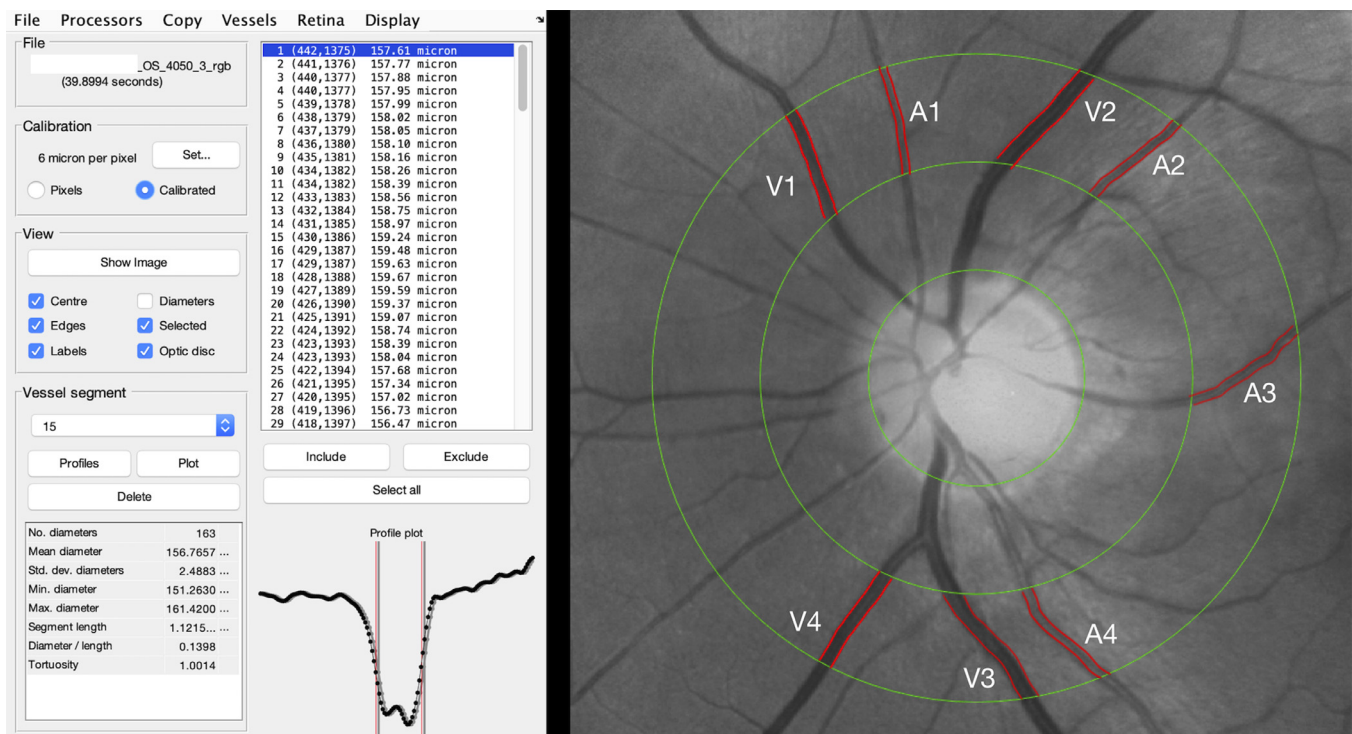 File Processors Copy Vessels Retina Display
File
_OS_4050_3_rgb
(39.8994 seconds)
Calibration
6 micron per pixel Set...
Pixels Calibrated
View
Show Image
Centre Diameters
Edges Selected
Labels Optic disc
Vessel segment
15
Profiles Plot
Delete
No. diameters 163
Mean diameter 156.7657 ...
Std. dev. diameters 2.4883 ...
Min. diameter 151.2630 ...
Max. diameter 161.4200 ...
Segment length 1.1215... ...
Diameter / length 0.1398
Tortuosity 1.0014
1 (442,1375) 157.61 micron
2 (441,1376) 157.77 micron
3 (440,1377) 157.88 micron
4 (440,1377) 157.95 micron
5 (439,1378) 157.99 micron
6 (438,1379) 158.02 micron
7 (437,1379) 158.05 micron
8 (436,1380) 158.10 micron
9 (435,1381) 158.16 micron
10 (434,1382) 158.26 micron
11 (434,1382) 158.39 micron
12 (433,1383) 158.56 micron
13 (432,1384) 158.75 micron
14 (431,1385) 158.97 micron
15 (430,1386) 159.24 micron
16 (429,1387) 159.48 micron
17 (429,1387) 159.63 micron
18 (428,1388) 159.67 micron
19 (427,1389) 159.59 micron
20 (426,1390) 159.37 micron
21 (425,1391) 159.07 micron
22 (424,1392) 158.74 micron
23 (423,1393) 158.39 micron
24 (423,1393) 158.04 micron
25 (422,1394) 157.68 micron
26 (421,1395) 157.34 micron
27 (420,1395) 157.02 micron
28 (419,1396) 156.73 micron
29 (418,1397) 156.47 micron
Include Exclude
Select all
Profile plot
A1
V2
A2
V1
A3
V4
A4
V3